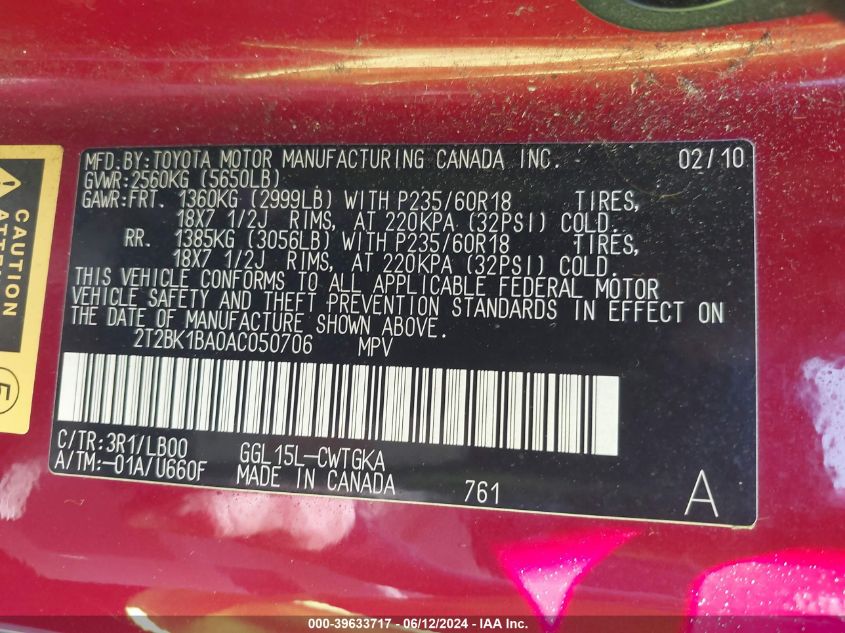 MFD.BY:TOYOTA MOTOR MANUFACTURING CANADA INC. 02/10
GVWR:2560KG (5650LB)
GAWR:FRT. 1360KG (2999LB) WITH P235/60R18 TIRES,
18X7 1/2J RIMS, AT 220KPA (32PSI) COLD.
RR. 1385KG (3056LB) WITH P235/60R18 TIRES,
18X7 1/2J RIMS, AT 220KPA (32PSI) COLD.
THIS VEHICLE CONFORMS TO ALL APPLICABLE FEDERAL MOTOR
VEHICLE SAFETY AND THEFT PREVENTION STANDARDS IN EFFECT ON
THE DATE OF MANUFACTURE SHOWN ABOVE.
2T2BK1BA0AC050706 MPV
C/TR:3R1/LB00 GGL15L-CWTGKA
A/TM:-01A/U660F MADE IN CANADA 761 A
CAUTION
000-39633717 - 06/12/2024 - IAA Inc.